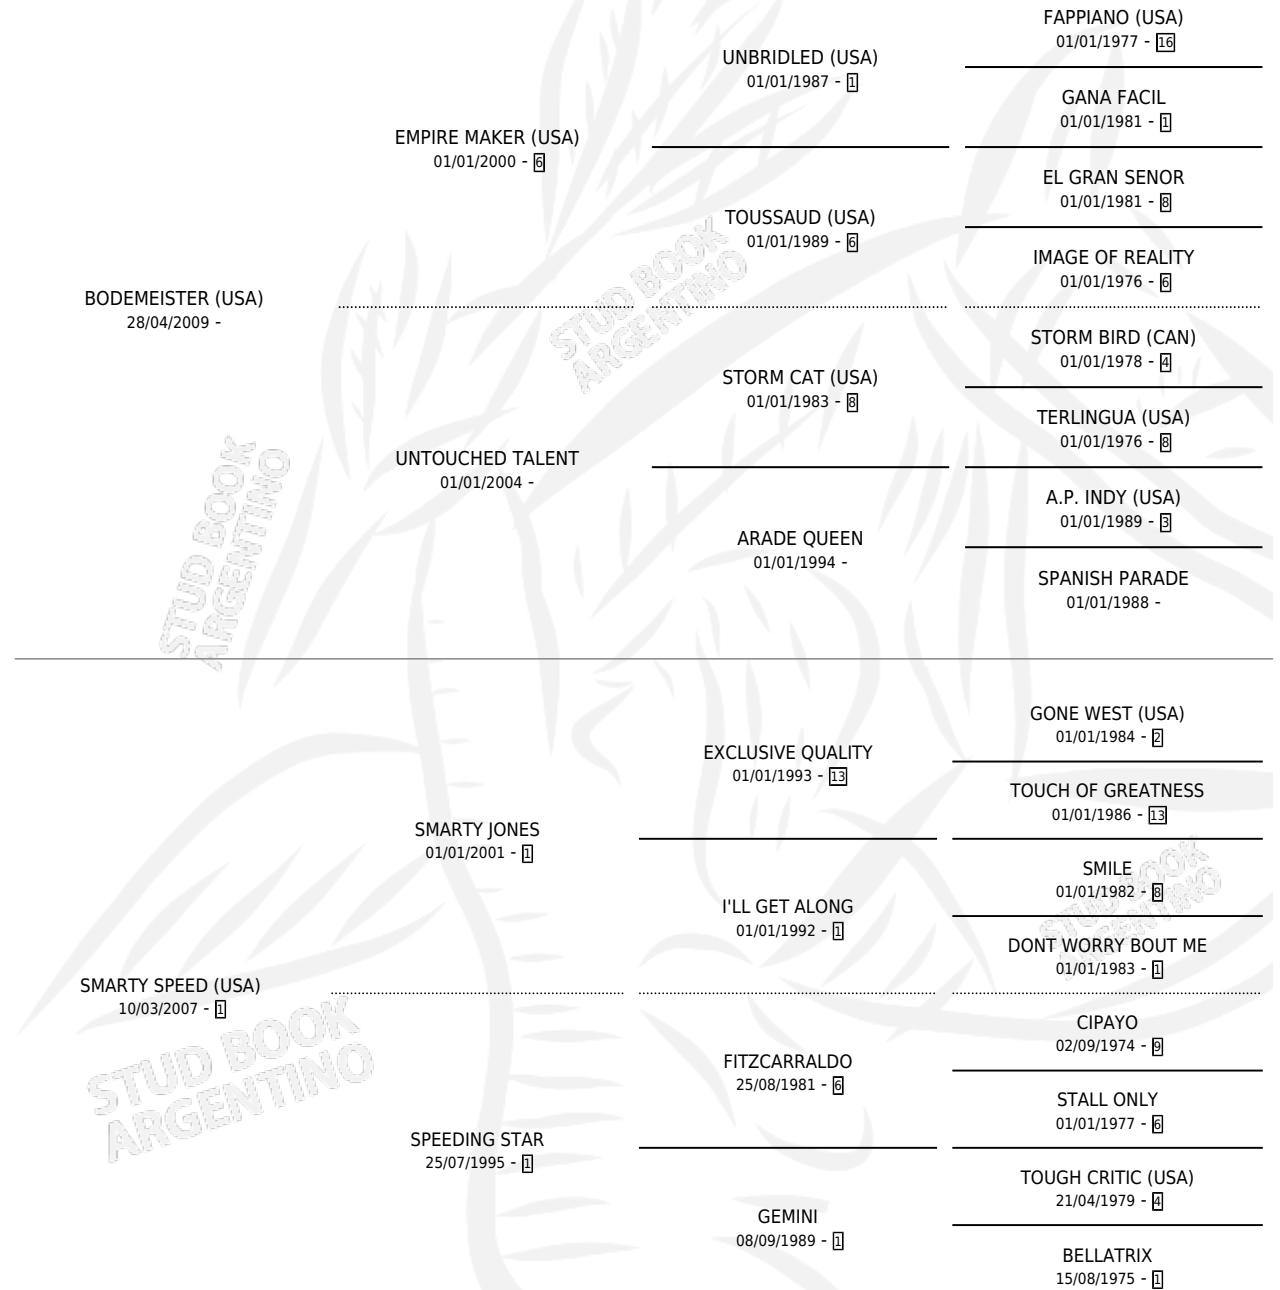 FAPPIANO (USA)
01/01/1977 - 16
UNBRIDLED (USA)
01/01/1987 - 1
GANA FACIL
01/01/1981 - 1
EMPIRE MAKER (USA)
01/01/2000 - 6
EL GRAN SENOR
01/01/1981 - 8
TOUSSAUD (USA)
01/01/1989 - 6
IMAGE OF REALITY
01/01/1976 - 6
BODEMEISTER (USA)
28/04/2009 -
STUD BOOK
ARGENTINO
STORM BIRD (CAN)
01/01/1978 - 4
STORM CAT (USA)
01/01/1983 - 8
TERLINGUA (USA)
01/01/1976 - 8
UNTOUCHED TALENT
01/01/2004 -
A.P. INDY (USA)
01/01/1989 - 3
ARADE QUEEN
01/01/1994 -
SPANISH PARADE
01/01/1988 -
STUD BOOK
ARGENTINO
GONE WEST (USA)
01/01/1984 - 2
EXCLUSIVE QUALITY
01/01/1993 - 13
TOUCH OF GREATNESS
01/01/1986 - 13
SMARTY JONES
01/01/2001 - 1
SMILE
01/01/1982 - 8
I'LL GET ALONG
01/01/1992 - 1
DONT WORRY BOUT ME
01/01/1983 - 1
STUD BOOK
ARGENTINO
SMARTY SPEED (USA)
10/03/2007 - 1
CIPAYO
02/09/1974 - 9
FITZCARRALDO
25/08/1981 - 6
STALL ONLY
01/01/1977 - 6
STUD BOOK
ARGENTINO
SPEEDING STAR
25/07/1995 - 1
TOUGH CRITIC (USA)
21/04/1979 - 4
GEMINI
08/09/1989 - 1
BELLATRIX
15/08/1975 - 1